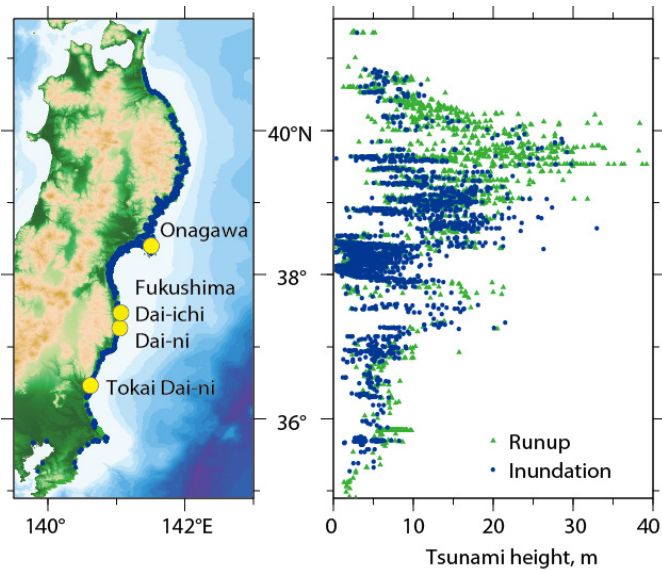 40°N
38°
36°
Onagawa
Fukushima
Dai-ichi
Dai-ni
Tokai Dai-ni
140°
142°E
Runup
Inundation
0
10
20
30
40
Tsunami height, m